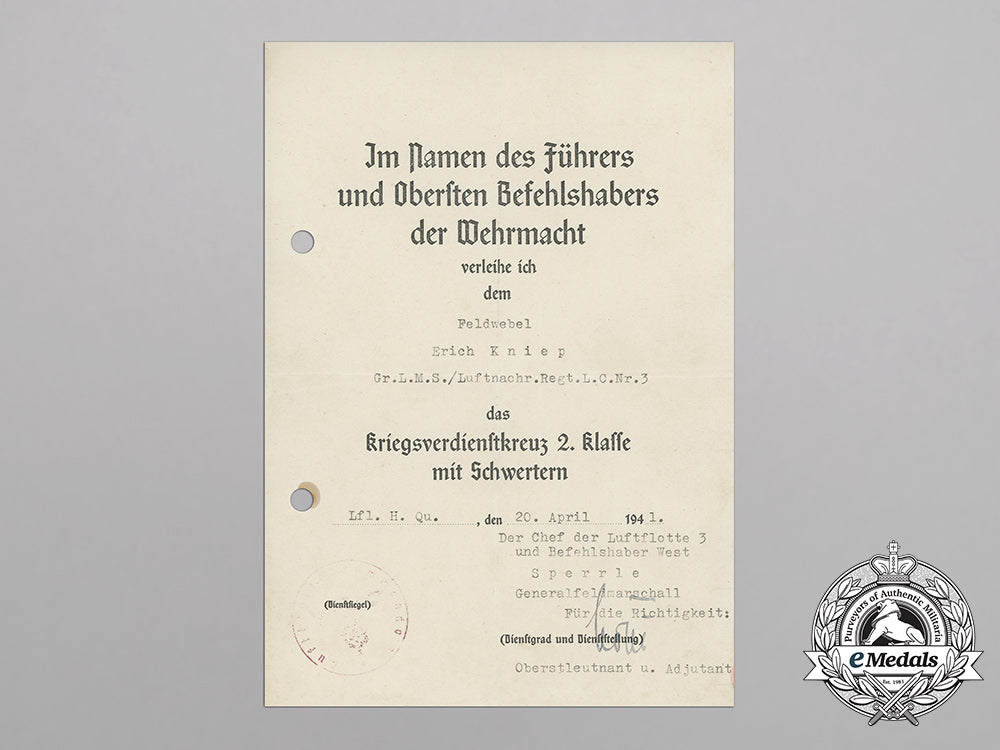 Im Namen des Führers
und Obersten Befehlshabers
der Wehrmacht
verleihe ich
dem
Feldwebel
Erich K n i e p
Gr.L.M.S./Luftnachr.Regt.L.C.Nr.3
das
Kriegsverdienstkreuz 2. Klasse
mit Schwertern
Lfl. H. Qu. , den 20. April 1941.
Der Chef der Luftflotte 3
und Befehlshaber West
S p e r r l e
Generalfeldmarschall
Für die Richtigkeit:
(Dienstsiegel)
(Dienstgrad und Dienststellung)
Oberstleutnant u. Adjutant
Purveyors of Authentic Militaria
eMedals
Est. 1981